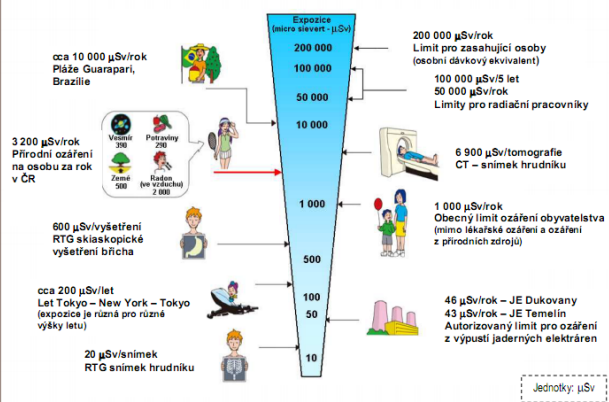 Expozice
(micro sievert - µSv)
200 000
100 000
50 000
10 000
1 000
500
100
50
10
cca 10 000 µSv/rok
Pláže Guarapari,
Brazílie
3 200 µSv/rok
Přírodní ozáření
na osobu za rok
v ČR
Vesmír
390
Potraviny
290
Země
500
Radon
(ve vzduchu)
2 000
600 µSv/vyšetření
RTG skiaskopické
vyšetření břicha
cca 200 µSv/let
Let Tokyo – New York – Tokyo
(expozice je různá pro různé
výšky letu)
20 µSv/snímek
RTG snímek hrudníku
200 000 µSv/rok
Limit pro zasahující osoby
(osobní dávkový ekvivalent)
100 000 µSv/5 let
50 000 µSv/rok
Limity pro radiační pracovníky
6 900 µSv/tomografie
CT – snímek hrudníku
1 000 µSv/rok
Obecný limit ozáření obyvatelstva
(mimo lékařské ozáření a ozáření
z přírodních zdrojů)
46 µSv/rok – JE Dukovany
43 µSv/rok – JE Temelín
Autorizovaný limit pro ozáření
z výpustí jaderných elektráren
Jednotky: µSv